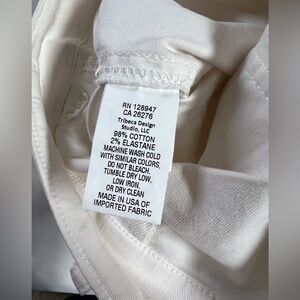 RN 128947
CA 26276
Tribeca Design
Studio, LLC
98% COTTON
2% ELASTANE
MACHINE WASH COLD
WITH SIMILAR COLORS,
DO NOT BLEACH.
TUMBLE DRY LOW,
LOW IRON,
OR DRY CLEAN
MADE IN USA OF
IMPORTED FABRIC